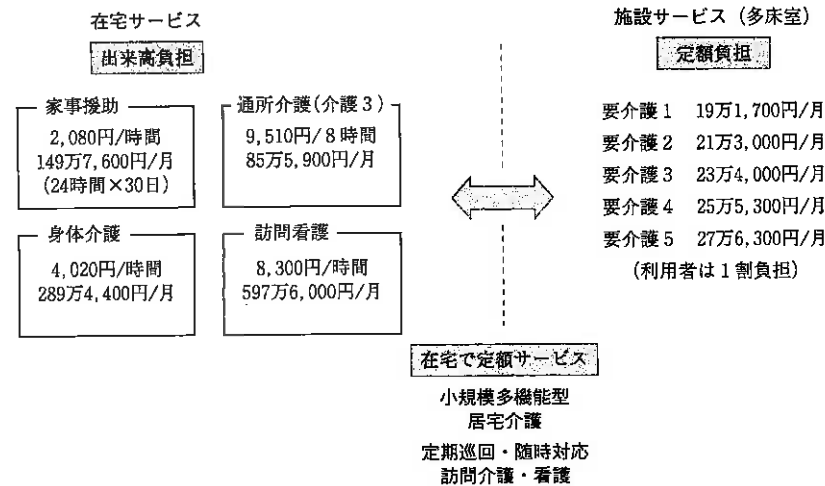 在宅サービス
出来高負担
家事援助
2,080円/時間
149万7,600円/月
(24時間×30日)
通所介護(介護3)
9,510円/8時間
85万5,900円/月
身体介護
4,020円/時間
289万4,400円/月
訪問看護
8,300円/時間
597万6,000円/月
施設サービス（多床室）
定額負担
要介護1 19万1,700円/月
要介護2 21万3,000円/月
要介護3 23万4,000円/月
要介護4 25万5,300円/月
要介護5 27万6,300円/月
(利用者は1割負担)
在宅で定額サービス
小規模多機能型
居宅介護
定期巡回・随時対応
訪問介護・看護